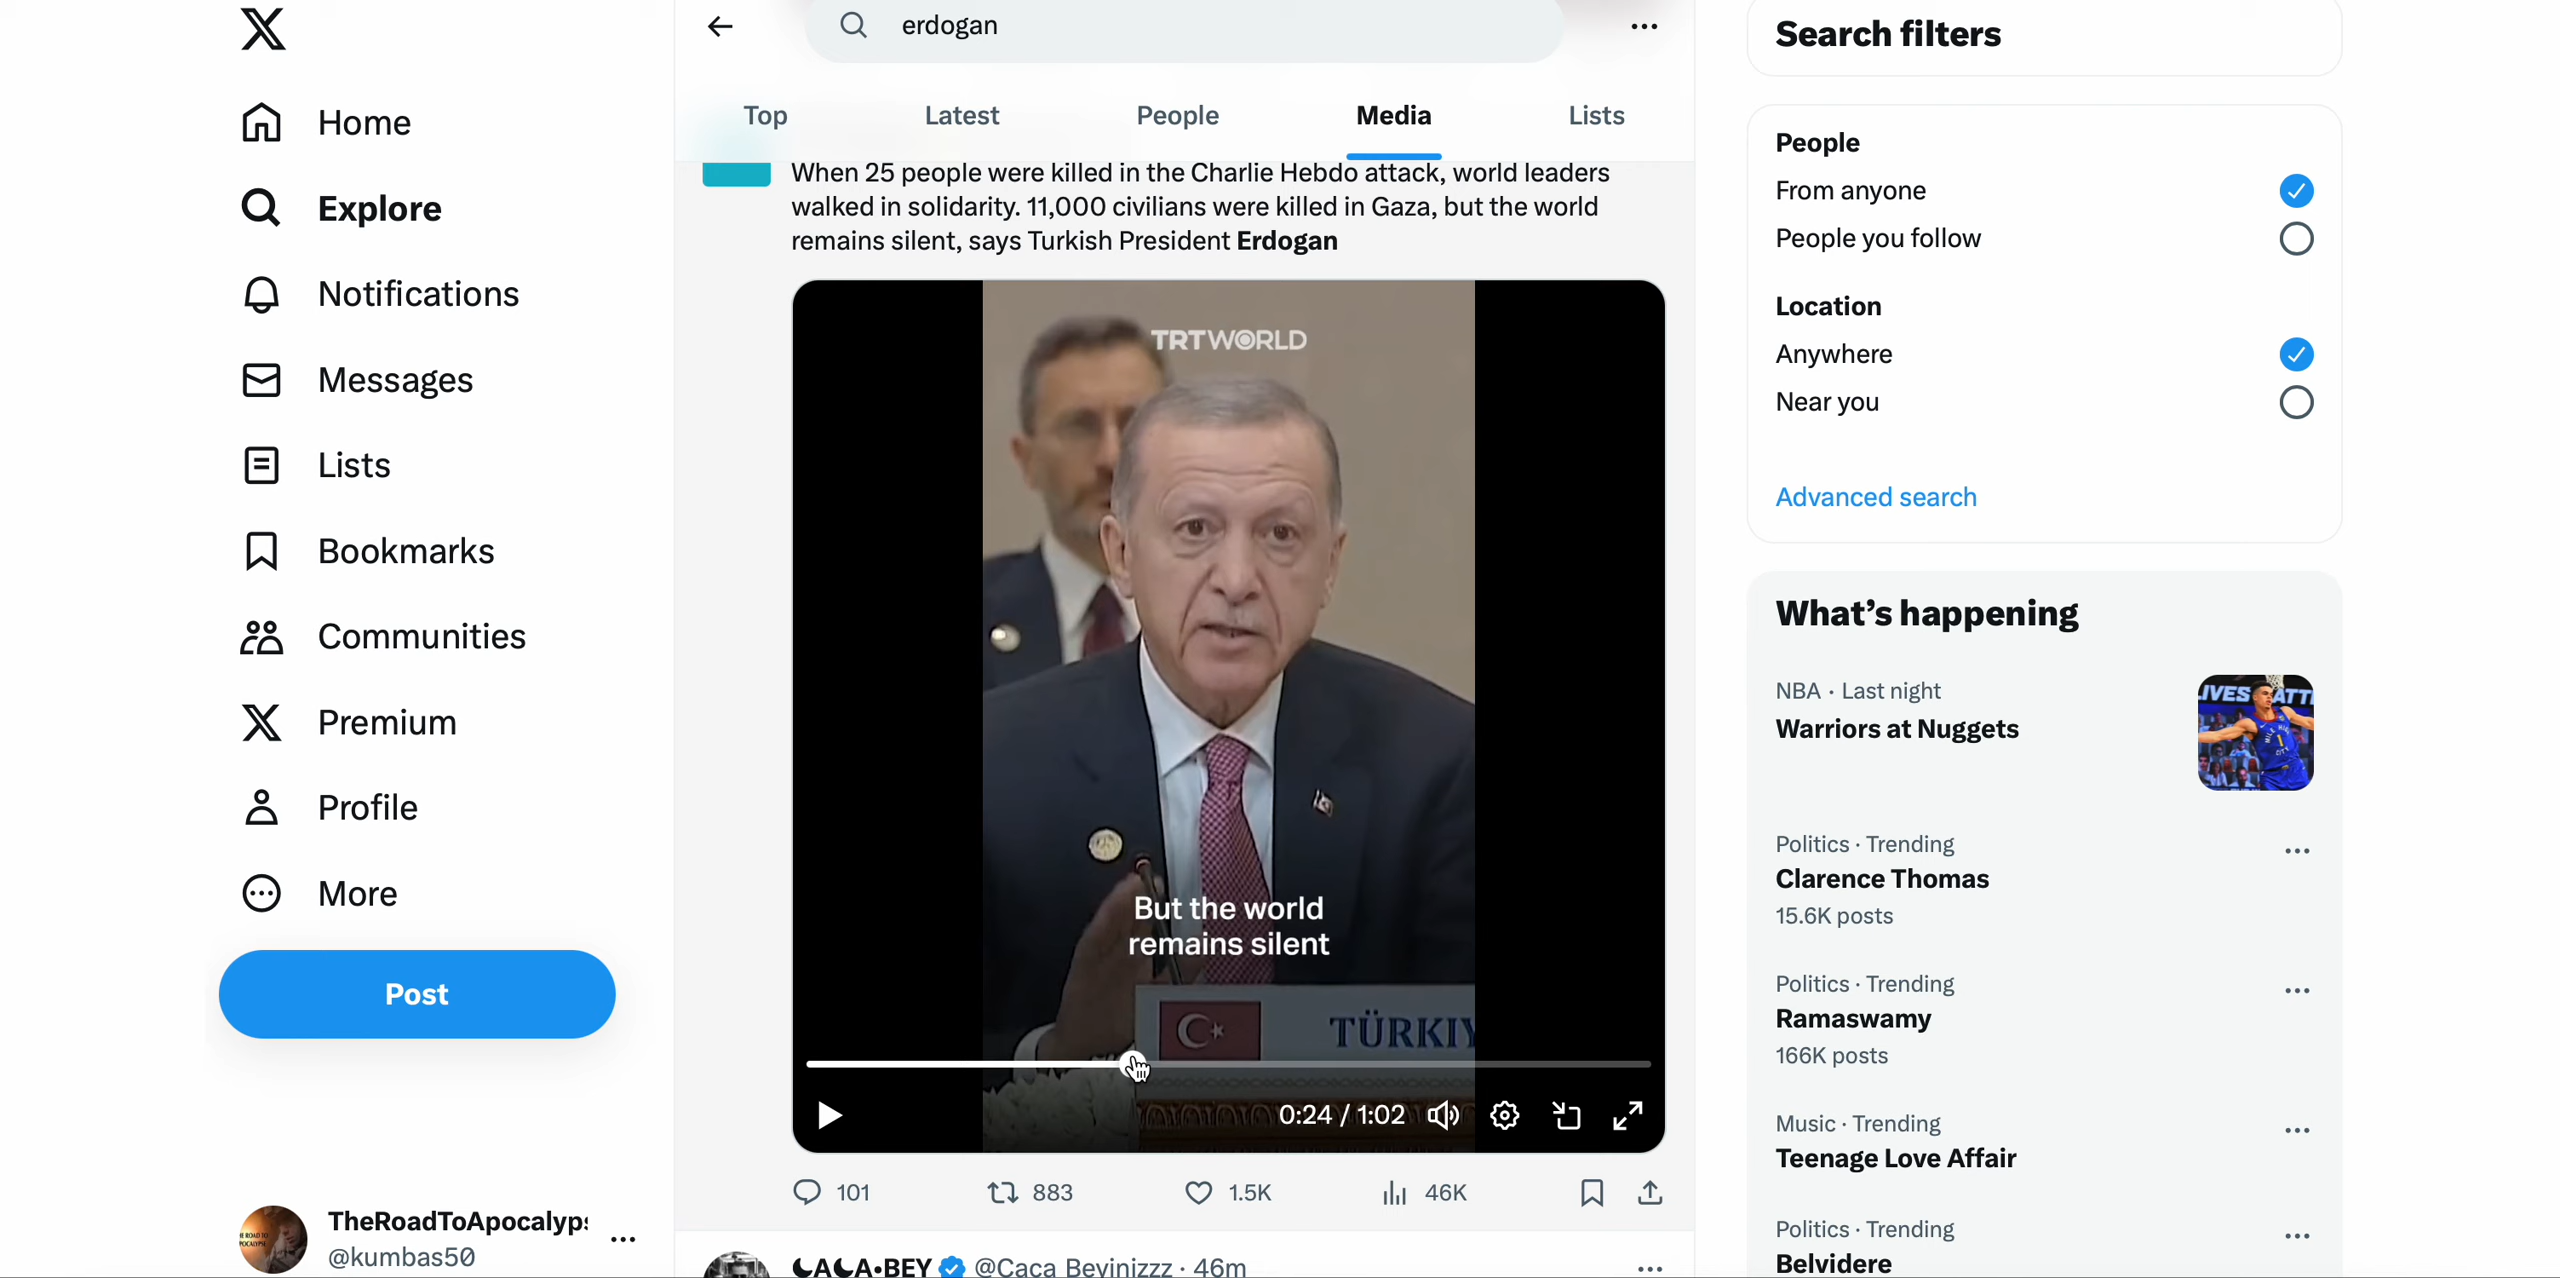 Home
Explore
Notifications
Messages
Lists
Bookmarks
Communities
Premium
Profile
More
Post
TheRoadToApocalyp
@kumbas50
erdogan
Top
Latest
People
Media
Lists
When 25 people were killed in the Charlie Hebdo attack, world leaders
walked in solidarity. 11,000 civilians were killed in Gaza, but the world
remains silent, says Turkish President Erdogan
TRTWORLD
But the world
remains silent
TÜRKIY
0:24 / 1:02
101
883
1.5K
46K
CACA•BEY @Caca_Beyinizzz · 46m
Search filters
People
From anyone
People you follow
Location
Anywhere
Near you
Advanced search
What's happening
NBA · Last night
Warriors at Nuggets
Politics · Trending
Clarence Thomas
15.6K posts
Politics · Trending
Ramaswamy
166K posts
Music · Trending
Teenage Love Affair
Politics · Trending
Belvidere